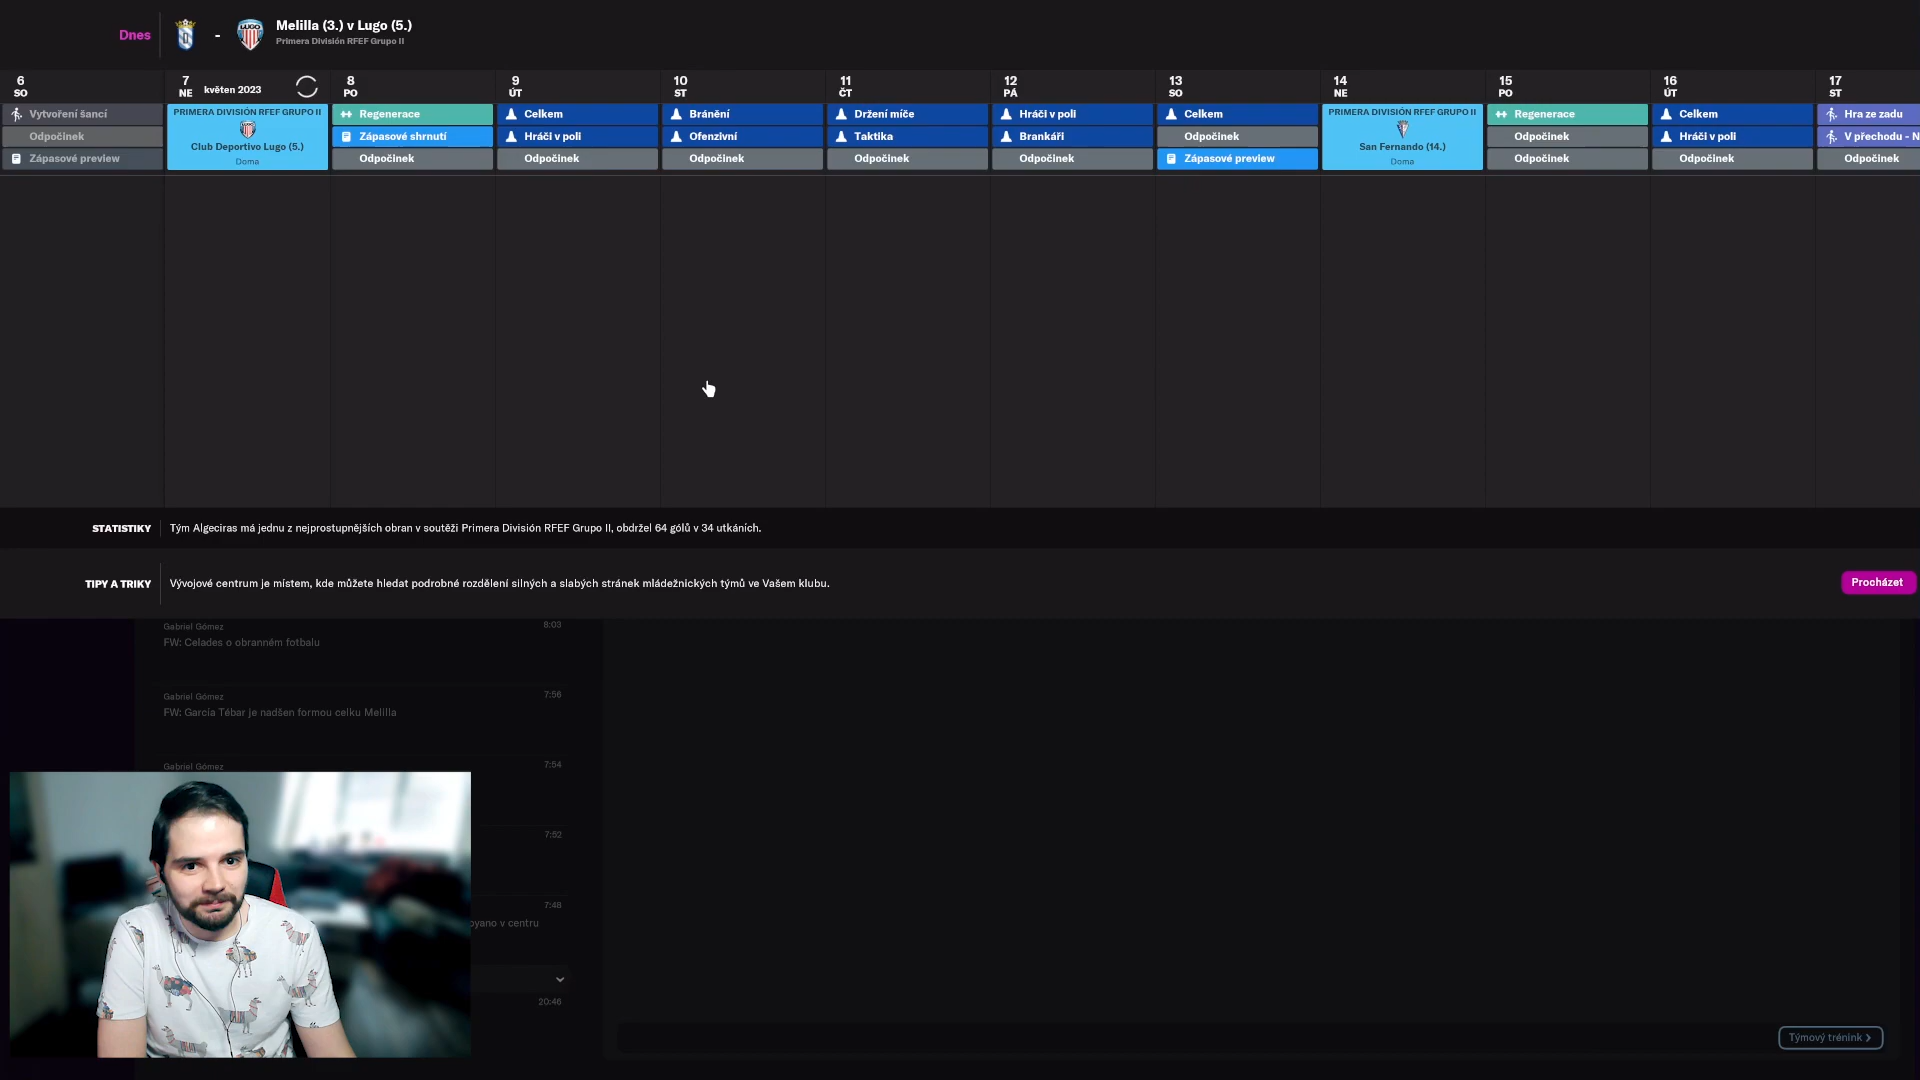 Dnes
-
Melilla (3.) v Lugo (5.)
Primera División RFEF Grupo II
6
SO
7
NE
květen 2023
8
PO
9
ÚT
10
ST
11
ČT
12
PÁ
13
SO
14
NE
15
PO
16
ÚT
17
ST
Vytvoření šancí
Odpočinek
Zápasové preview
PRIMERA DIVISIÓN RFEF GRUPO II
Club Deportivo Lugo (5.)
Doma
Regenerace
Zápasové shrnutí
Odpočinek
Celkem
Hráči v poli
Odpočinek
Bránění
Ofenzivní
Odpočinek
Držení míče
Taktika
Odpočinek
Hráči v poli
Brankáři
Odpočinek
Celkem
Odpočinek
Zápasové preview
PRIMERA DIVISIÓN RFEF GRUPO II
San Fernando (14.)
Doma
Regenerace
Odpočinek
Odpočinek
Celkem
Hráči v poli
Odpočinek
Hra ze zadu
V přechodu - N
Odpočinek
STATISTIKY
Tým Algeciras má jednu z nejprostupnějších obran v soutěži Primera División RFEF Grupo II, obdržel 64 gólů v 34 utkáních.
TIPY A TRIKY
Vývojové centrum je místem, kde můžete hledat podrobné rozdělení silných a slabých stránek mládežnických týmů ve Vašem klubu.
Procházet
Gabriel Gómez
8:03
FW: Celades o obranném fotbalu
Gabriel Gómez
7:56
FW: García Tébar je nadšen formou celku Melilla
Gabriel Gómez
7:54
7:52
7:48
oyano v centru
20:46
Týmový trénink